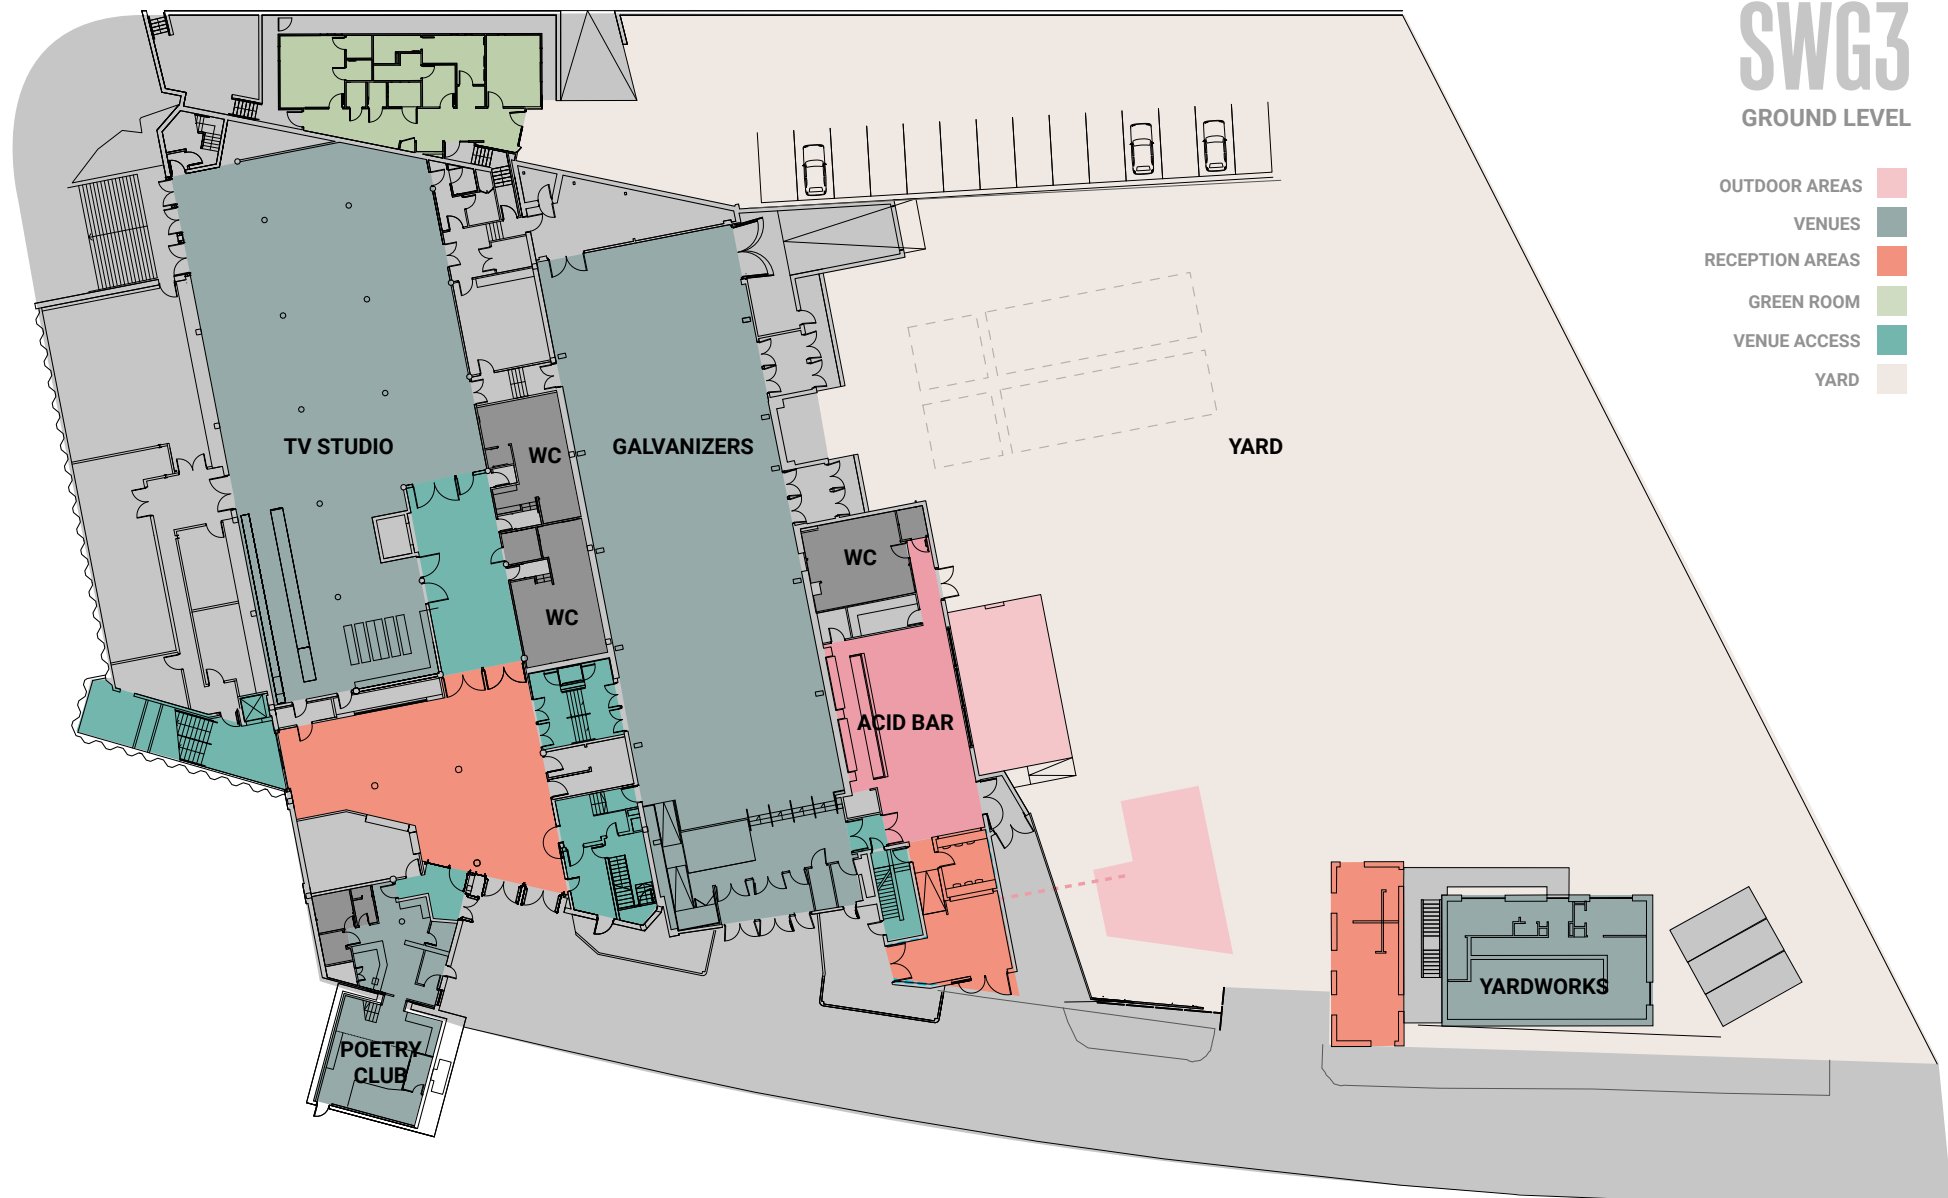 SWG3
GROUND LEVEL
OUTDOOR AREAS
VENUES
RECEPTION AREAS
GREEN ROOM
VENUE ACCESS
YARD
TV STUDIO
WC
GALVANIZERS
YARD
WC
WC
ACID BAR
YARDWORKS
POETRY
CLUB